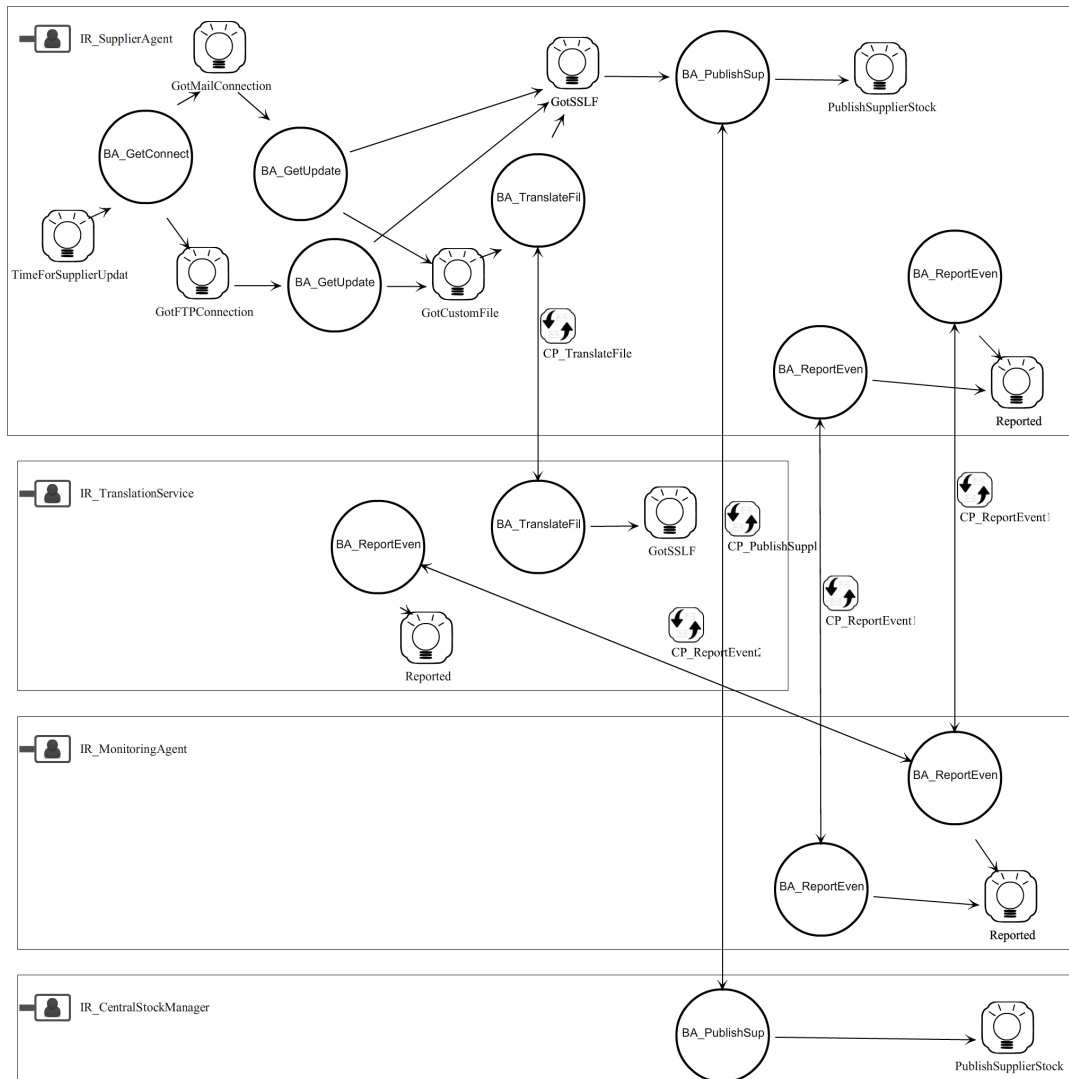 IR_SupplierAgent
GotMailConnection
GotSSLF
BA_PublishSup
PublishSupplierStock
BA_GetConnect
BA_GetUpdate
BA_TranslateFil
TimeForSupplierUpdat
GotFTPConnection
BA_GetUpdate
GotCustomFile
BA_ReportEven
CP_TranslateFile
BA_ReportEven
Reported
IR_TranslationService
BA_ReportEven
BA_TranslateFil
GotSSLF
CP_PublishSuppl
CP_ReportEvent1
CP_ReportEvent1
CP_ReportEvent2
Reported
IR_MonitoringAgent
BA_ReportEven
BA_ReportEven
Reported
IR_CentralStockManager
BA_PublishSup
PublishSupplierStock